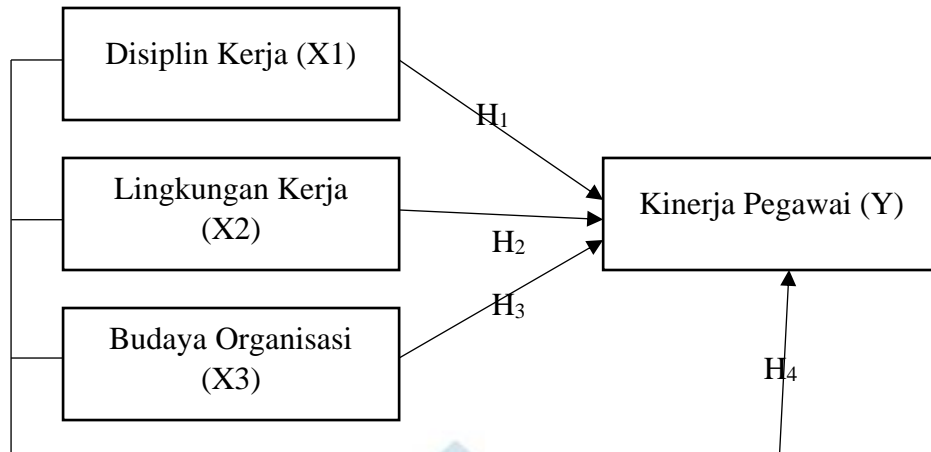 Disiplin Kerja (X1)
H1
Lingkungan Kerja
(X2)
Kinerja Pegawai (Y)
H2
H3
Budaya Organisasi
(X3)
H4